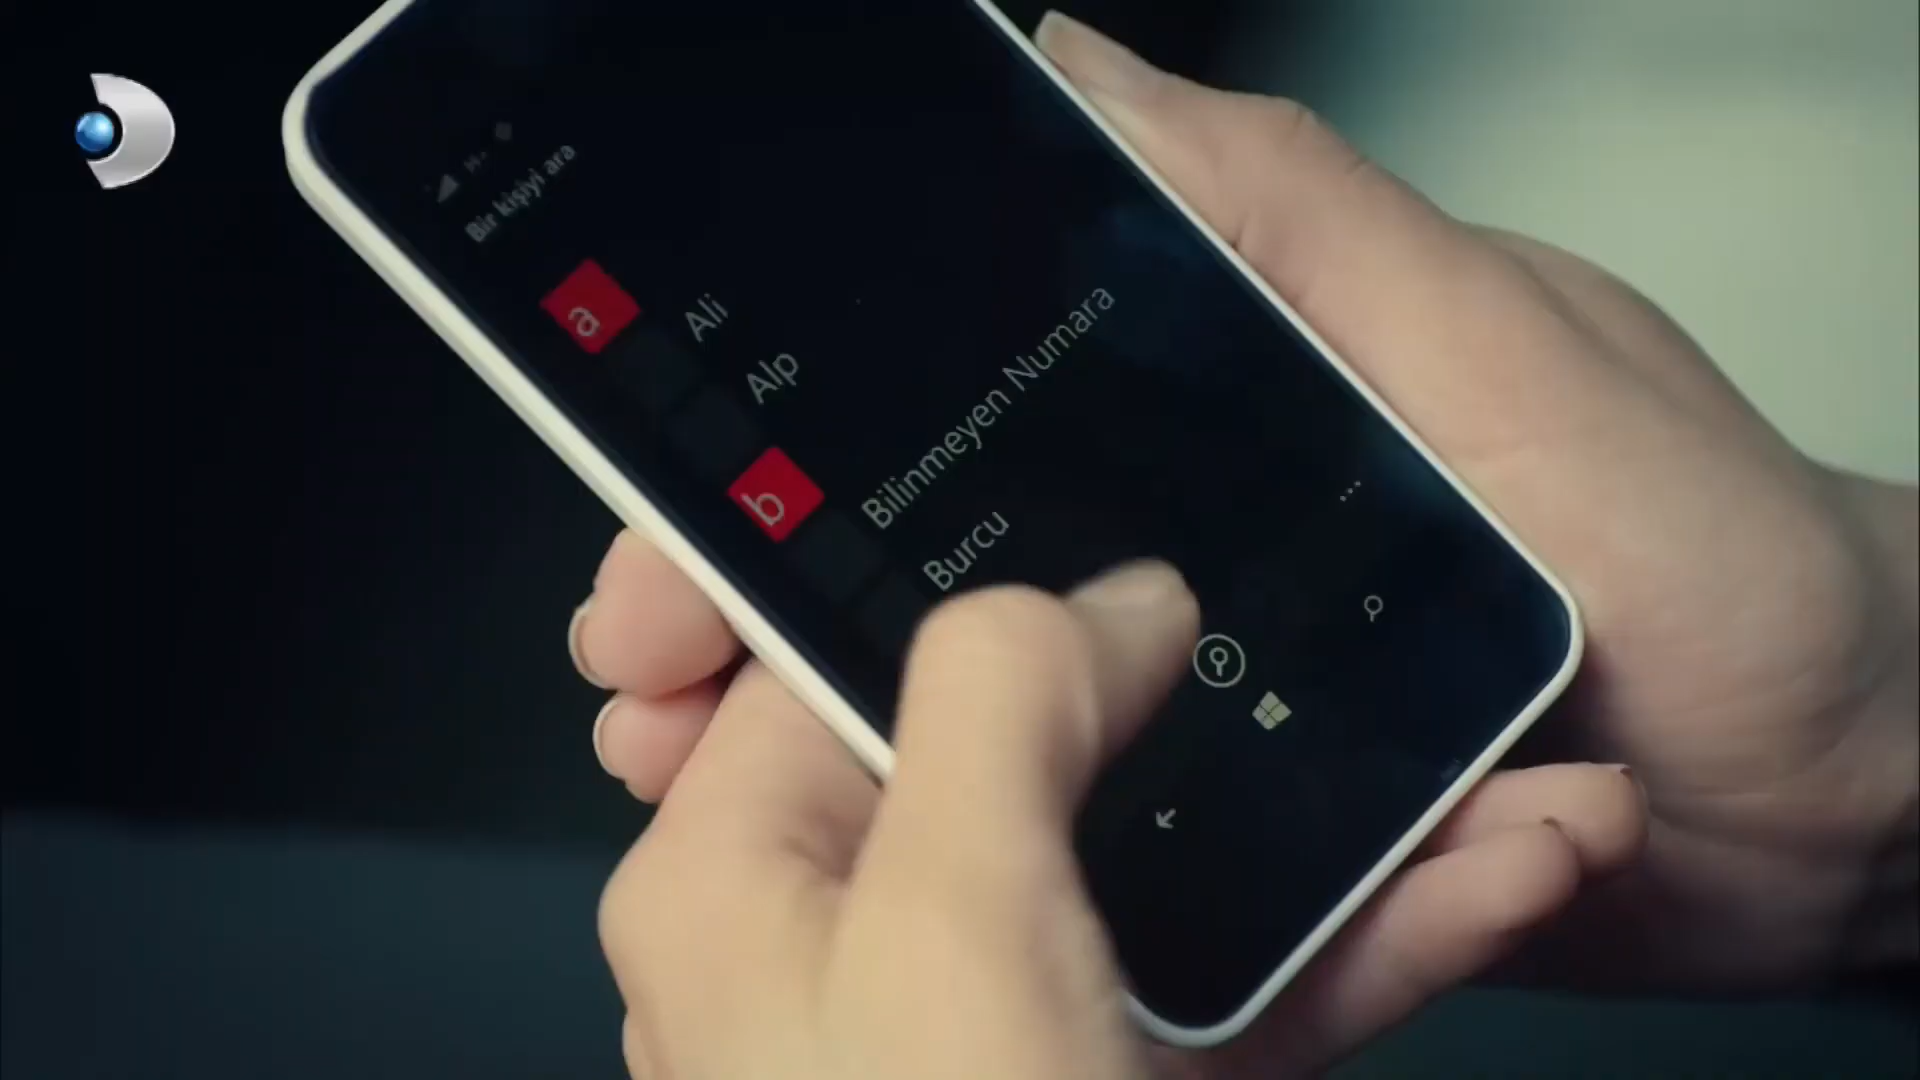 Bir kişiyi ara
a
Ali
Alp
b
Bilinmeyen Numara
Burcu